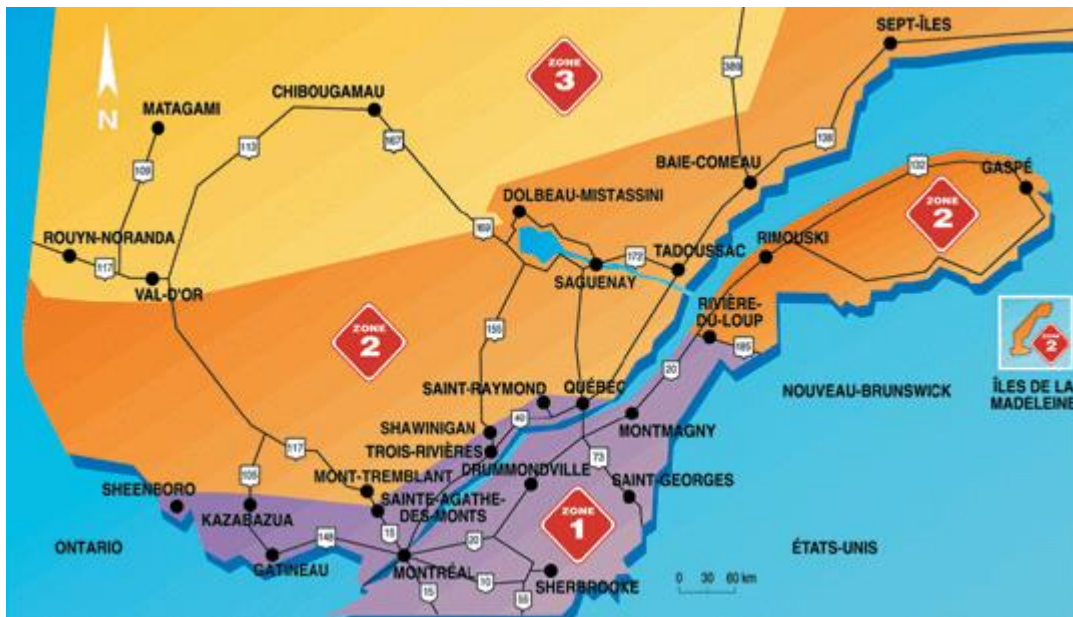 SEPT-ÎLES
ZONE
3
CHIBOUGAMAU
389
MATAGAMI
N
138
167
113
132
BAIE-COMEAU
GASPÉ
109
DOLBEAU-MISTASSINI
ZONE
2
169
ROUYN-NORANDA
RIMOUSKI
TADOUSSAC
172
117
SAGUENAY
VAL-D'OR
RIVIÈRE-
DU-LOUP
155
ZONE
2
185
ZONE
2
20
SAINT-RAYMOND
QUÉBEC
NOUVEAU-BRUNSWICK
ÎLES DE LA
MADELEINE
40
SHAWINIGAN
MONTMAGNY
TROIS-RIVIÈRES
117
73
DRUMMONDVILLE
105
MONT-TREMBLANT
SAINT-GEORGES
SHEENBORO
SAINTE-AGATHE-
DES-MONTS
KAZABAZUA
ZONE
1
15
148
20
ONTARIO
ÉTATS-UNIS
GATINEAU
MONTRÉAL
10
SHERBROOKE
0 30 60 km
15
55